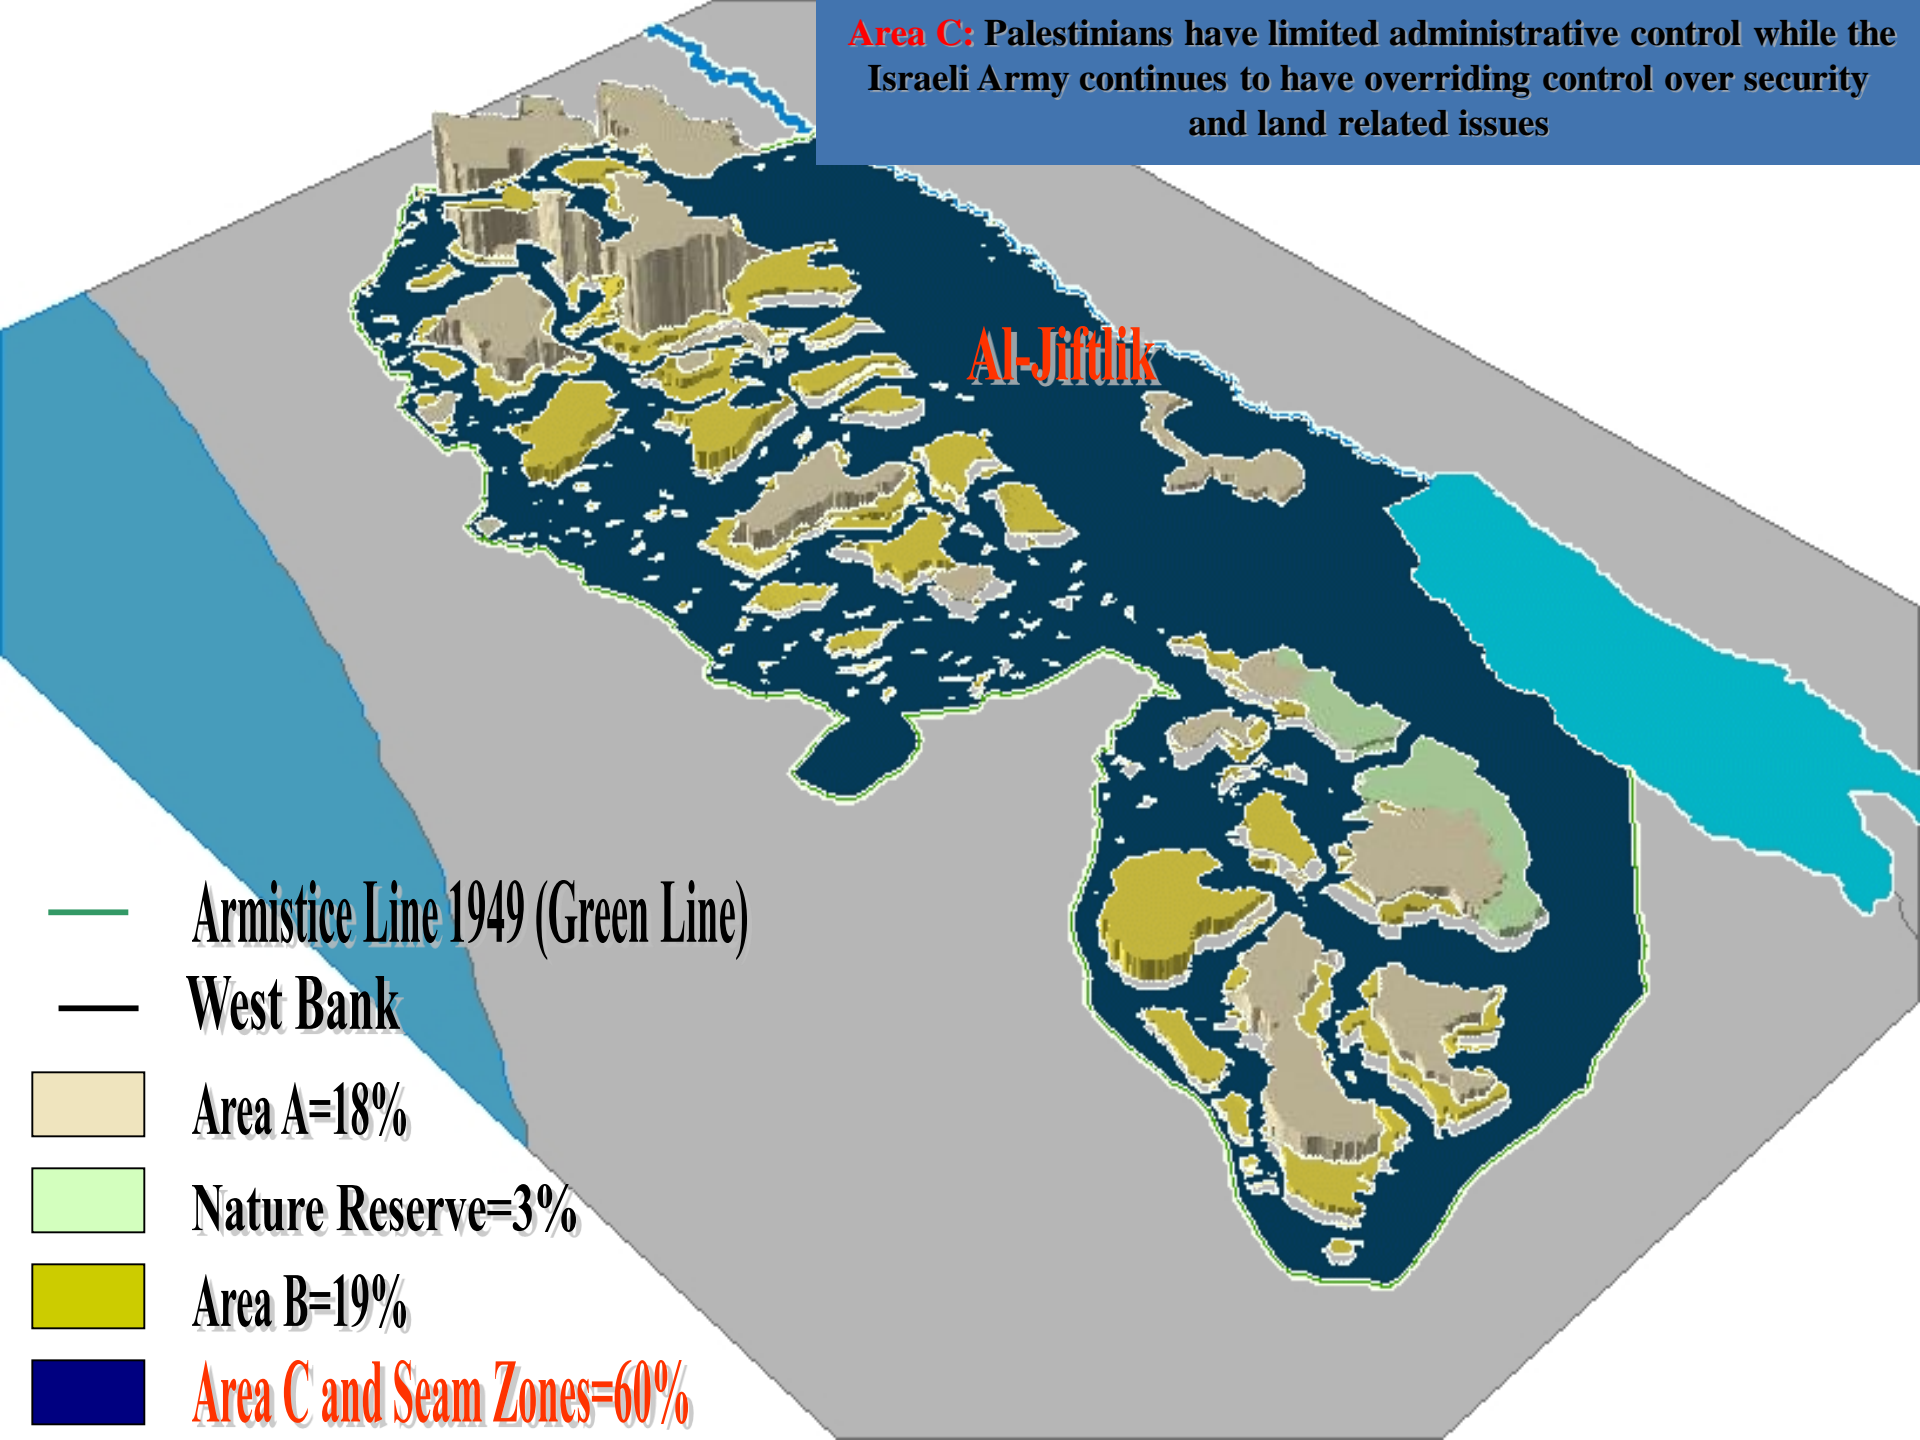 Area C: Palestinians have limited administrative control while the
Israeli Army continues to have overriding control over security
and land related issues
Al-Jiftlik
Armistice Line 1949 (Green Line)
West Bank
Area A=18%
Nature Reserve=3%
Area B=19%
Area C and Seam Zones=60%